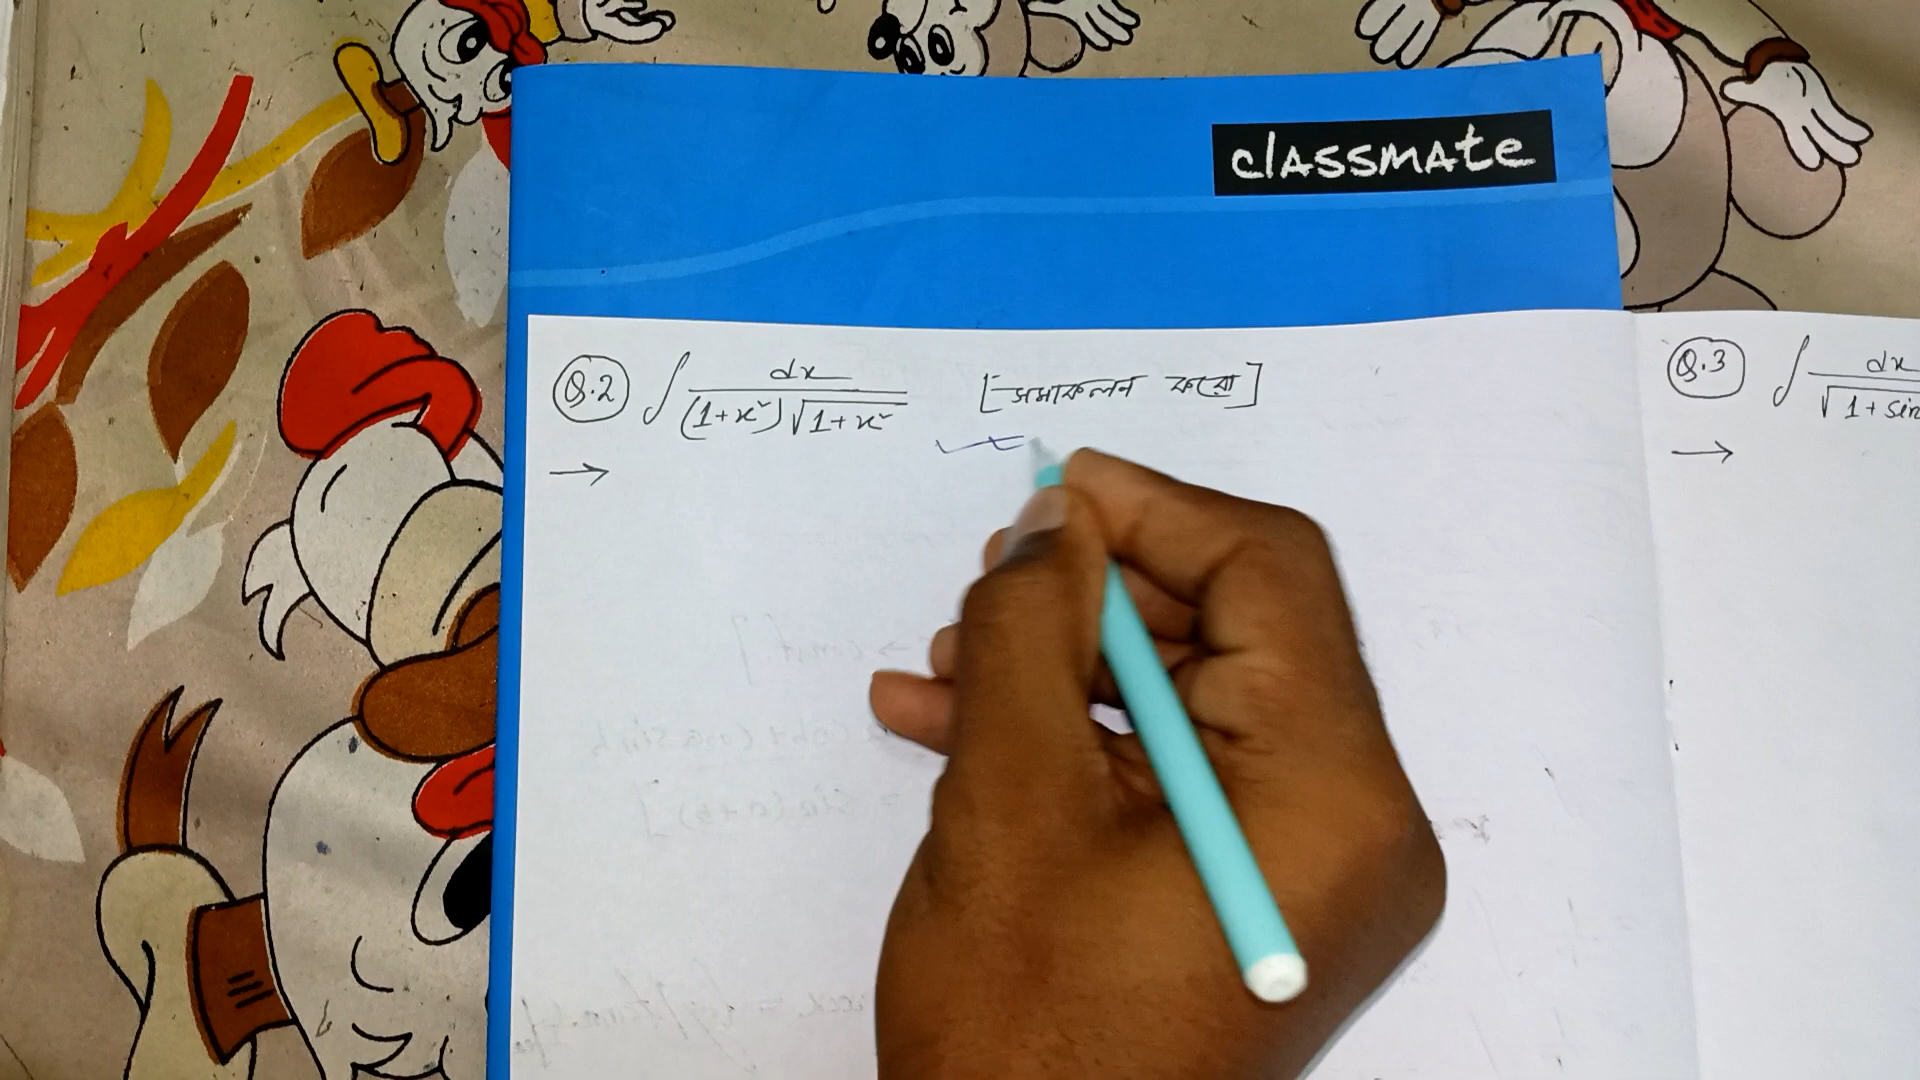 classmate
Q.2 ∫ dx / (1+x²)√1+x² [সমাকলন করো]
→
Q.3 ∫ dx / √1+sin
→